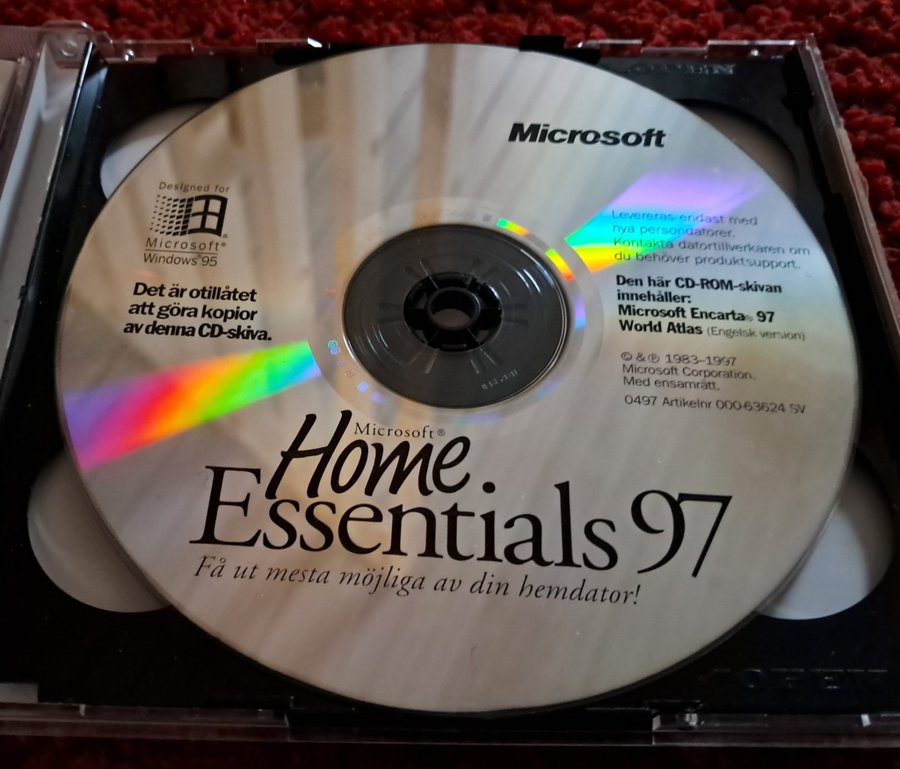 Microsoft
Designed for
Microsoft®
Windows®95
Det är otillåtet
att göra kopior
av denna CD-skiva.
Levereras endast med
nya persondatorer.
Kontakta datortillverkaren om
du behöver produktsupport.
Den här CD-ROM-skivan
innehåller:
Microsoft Encarta® 97
World Atlas (Engelsk version)
© & ℗ 1983–1997
Microsoft Corporation.
Med ensamrätt.
0497 Artikelnr 000-63624 SV
Microsoft®
Home
Essentials 97
Få ut mesta möjliga av din hemdator!